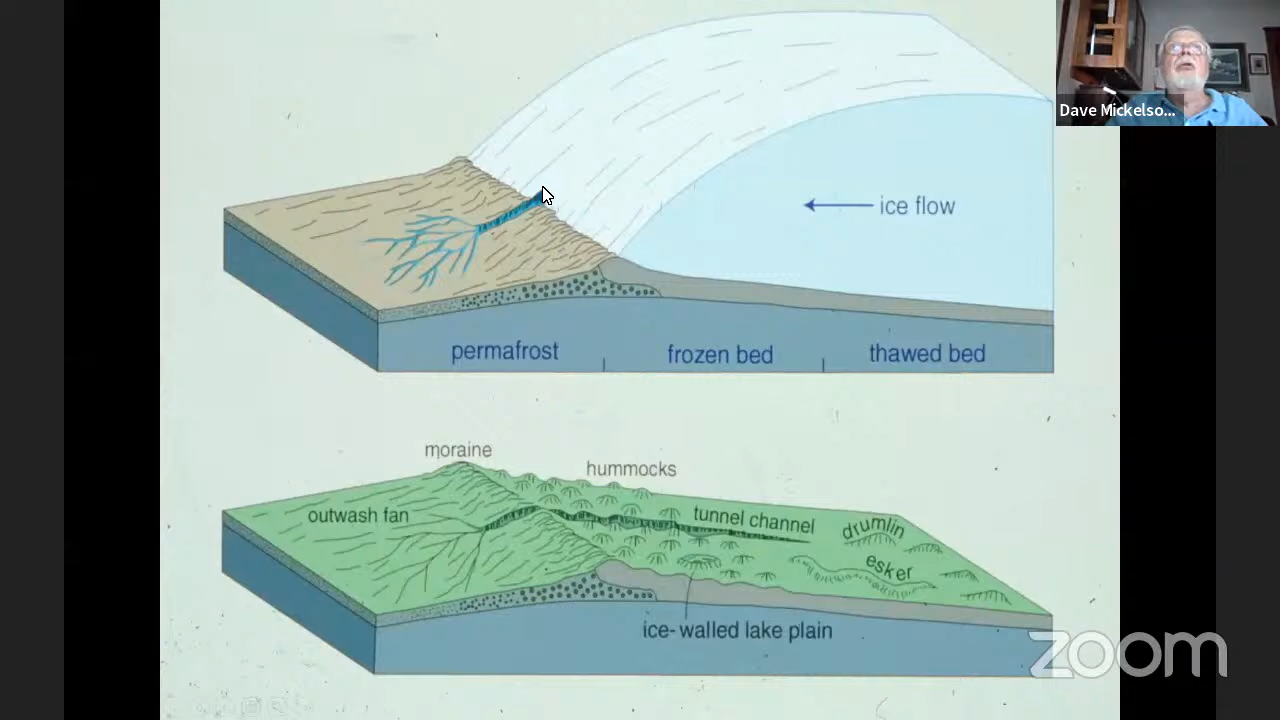 Dave Mickelso...
ice flow
permafrost
frozen bed
thawed bed
moraine
hummocks
outwash fan
tunnel channel
drumlin
esker
ice-walled lake plain
zoom